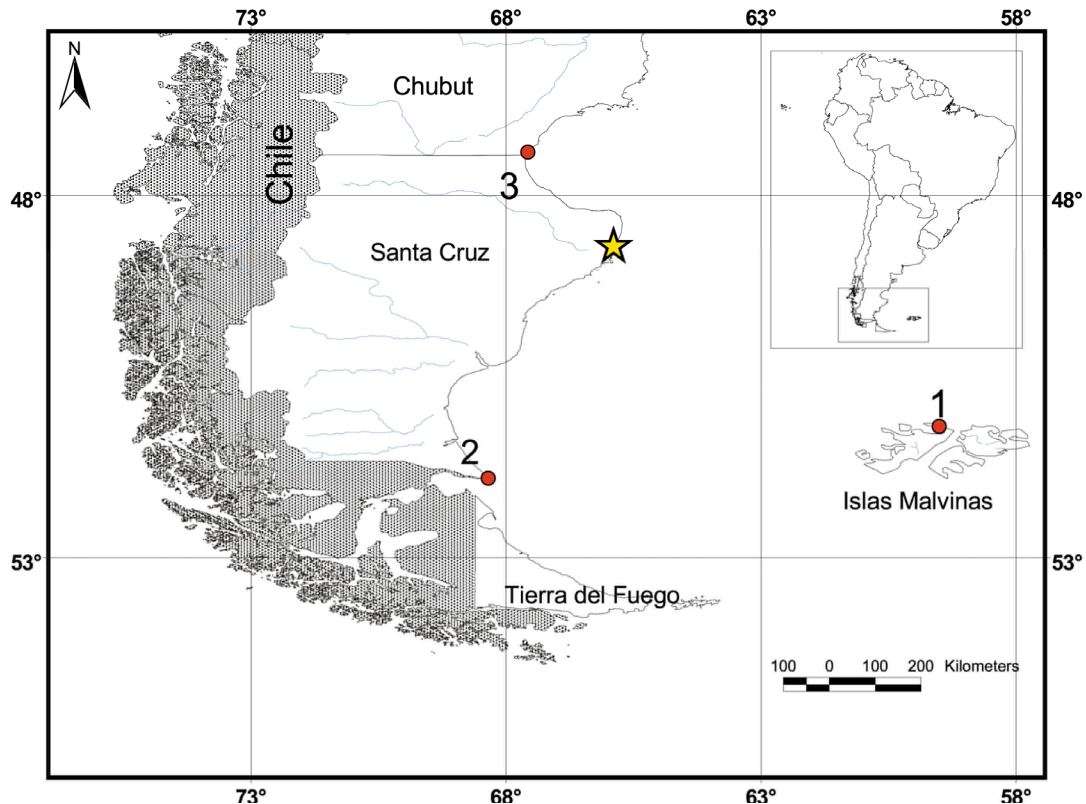 73° 68° 63° 58°
N
Chubut
Chile
3
48° 48°
Santa Cruz
1
2
Islas Malvinas
53° 53°
Tierra del Fuego
100 0 100 200 Kilometers
73° 68° 63° 58°